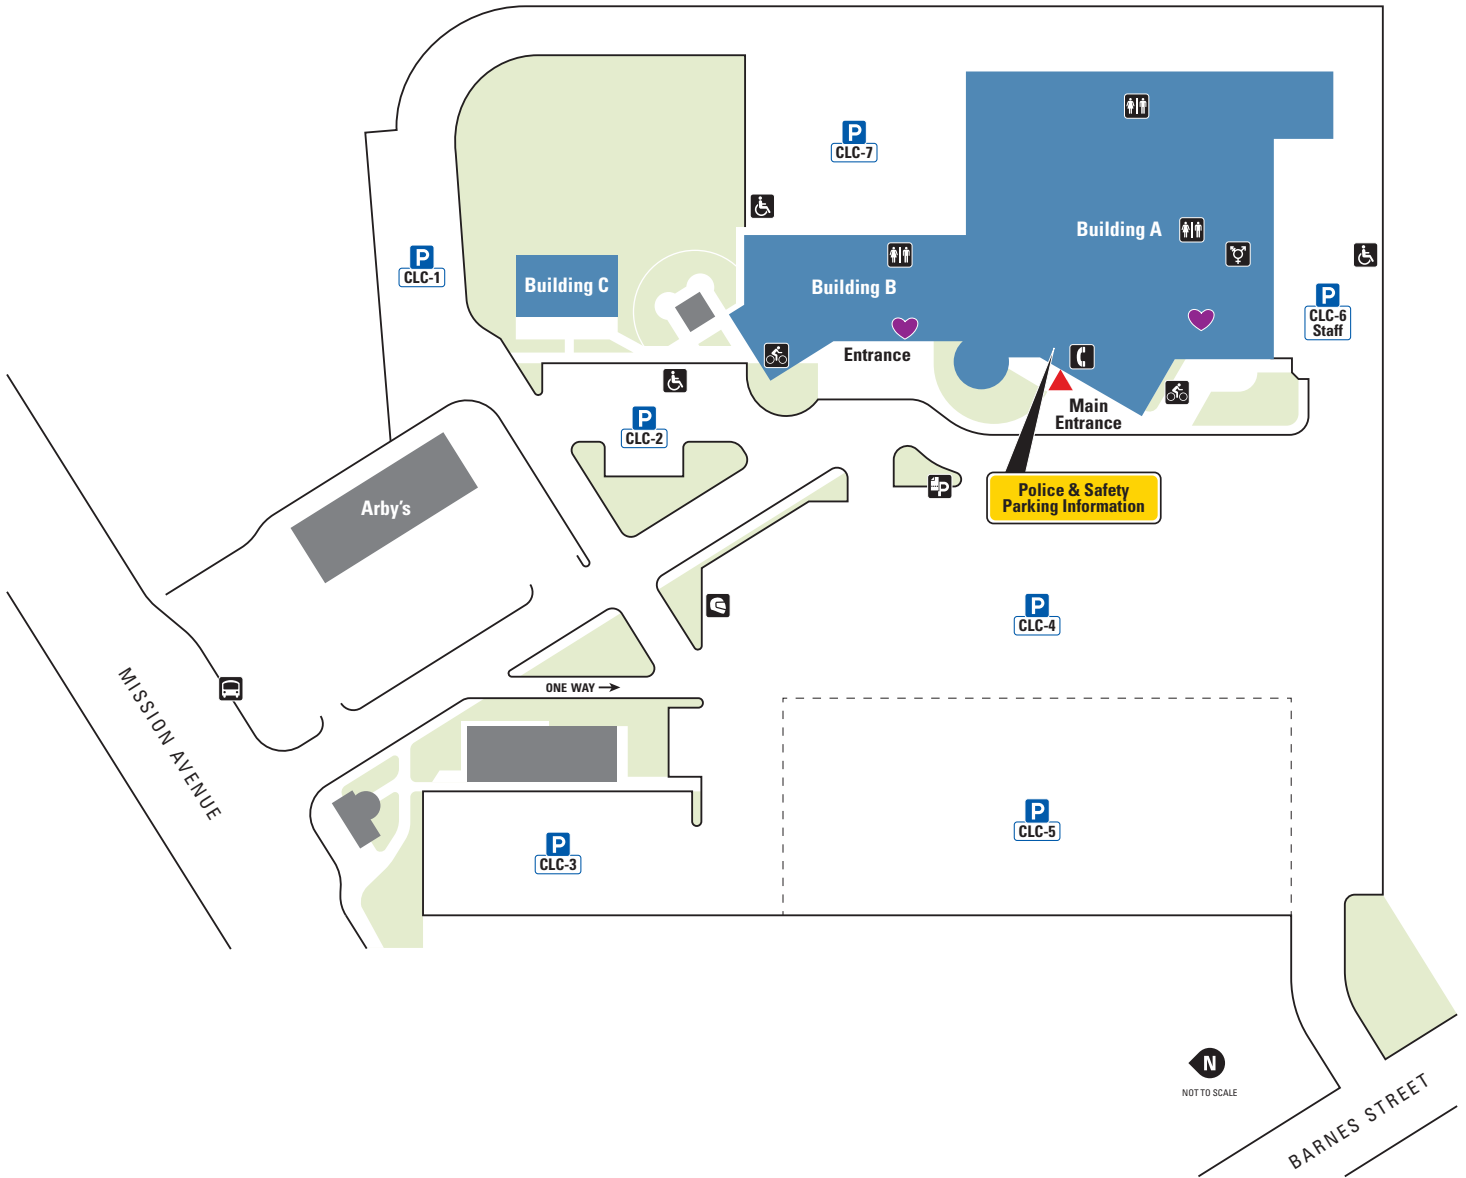 P
CLC-7
Building A
P
CLC-1
Building C
Building B
P
CLC-6
Staff
Entrance
Main
Entrance
P
CLC-2
Arby's
P
Police & Safety
Parking Information
P
CLC-4
ONE WAY
MISSION AVENUE
P
CLC-5
P
CLC-3
N
NOT TO SCALE
BARNES STREET